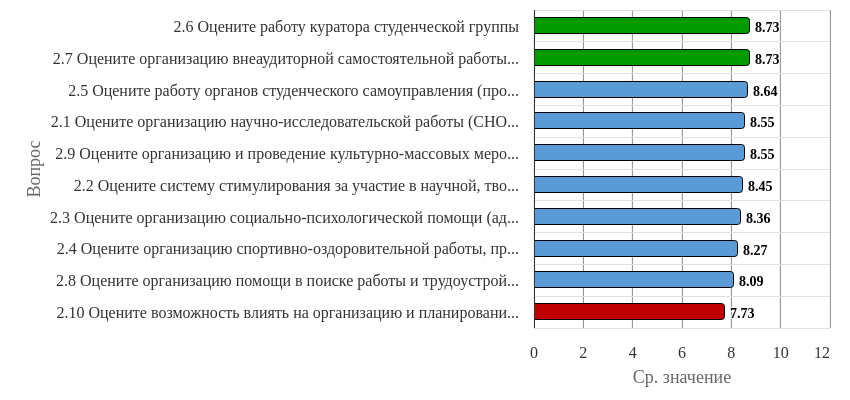 2.6 Оцените работу куратора студенческой группы 8.73
2.7 Оцените организацию внеаудиторной самостоятельной работы... 8.73
2.5 Оцените работу органов студенческого самоуправления (про... 8.64
2.1 Оцените организацию научно-исследовательской работы (СНО... 8.55
2.9 Оцените организацию и проведение культурно-массовых меро... 8.55
2.2 Оцените систему стимулирования за участие в научной, тво... 8.45
2.3 Оцените организацию социально-психологической помощи (ад... 8.36
2.4 Оцените организацию спортивно-оздоровительной работы, пр... 8.27
2.8 Оцените организацию помощи в поиске работы и трудоустрой... 8.09
2.10 Оцените возможность влиять на организацию и планировани... 7.73
Вопрос
0 2 4 6 8 10 12
Ср. значение